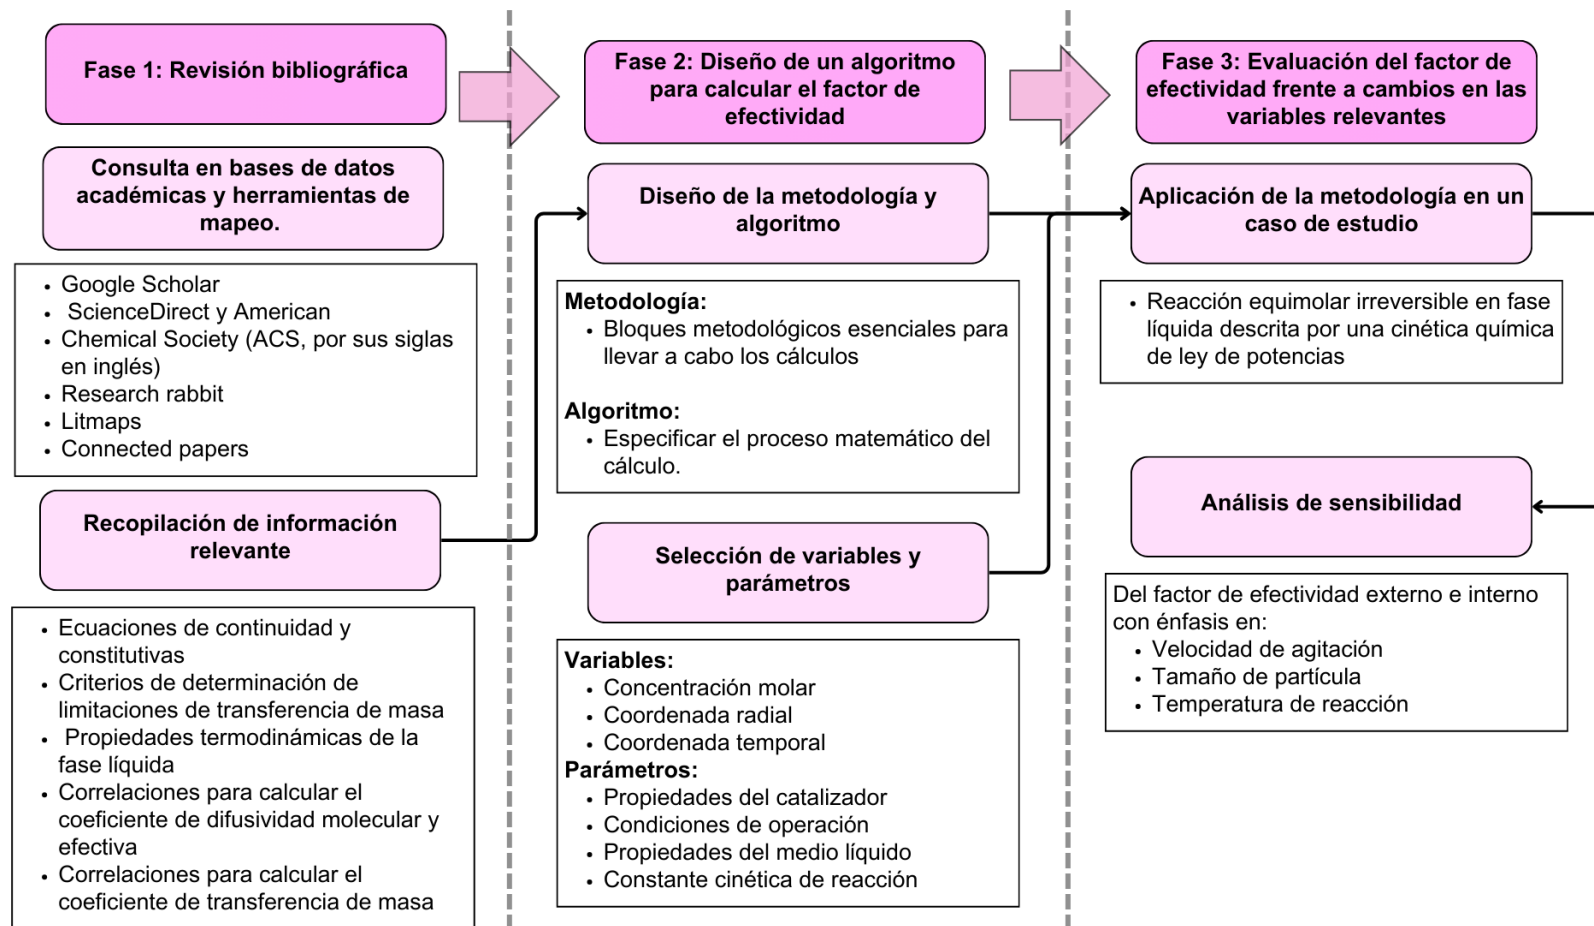 Fase 1: Revisión bibliográfica
Consulta en bases de datos
académicas y herramientas de
mapeo.
• Google Scholar
• ScienceDirect y American
• Chemical Society (ACS, por sus siglas
en inglés)
• Research rabbit
• Litmaps
• Connected papers
Recopilación de información
relevante
• Ecuaciones de continuidad y
constitutivas
• Criterios de determinación de
limitaciones de transferencia de masa
• Propiedades termodinámicas de la
fase líquida
• Correlaciones para calcular el
coeficiente de difusividad molecular y
efectiva
• Correlaciones para calcular el
coeficiente de transferencia de masa
Fase 2: Diseño de un algoritmo
para calcular el factor de
efectividad
Diseño de la metodología y
algoritmo
Metodología:
• Bloques metodológicos esenciales para
llevar a cabo los cálculos
Algoritmo:
• Especificar el proceso matemático del
cálculo.
Selección de variables y
parámetros
Variables:
• Concentración molar
• Coordenada radial
• Coordenada temporal
Parámetros:
• Propiedades del catalizador
• Condiciones de operación
• Propiedades del medio líquido
• Constante cinética de reacción
Fase 3: Evaluación del factor de
efectividad frente a cambios en las
variables relevantes
Aplicación de la metodología en un
caso de estudio
• Reacción equimolar irreversible en fase
líquida descrita por una cinética química
de ley de potencias
Análisis de sensibilidad
Del factor de efectividad externo e interno
con énfasis en:
• Velocidad de agitación
• Tamaño de partícula
• Temperatura de reacción